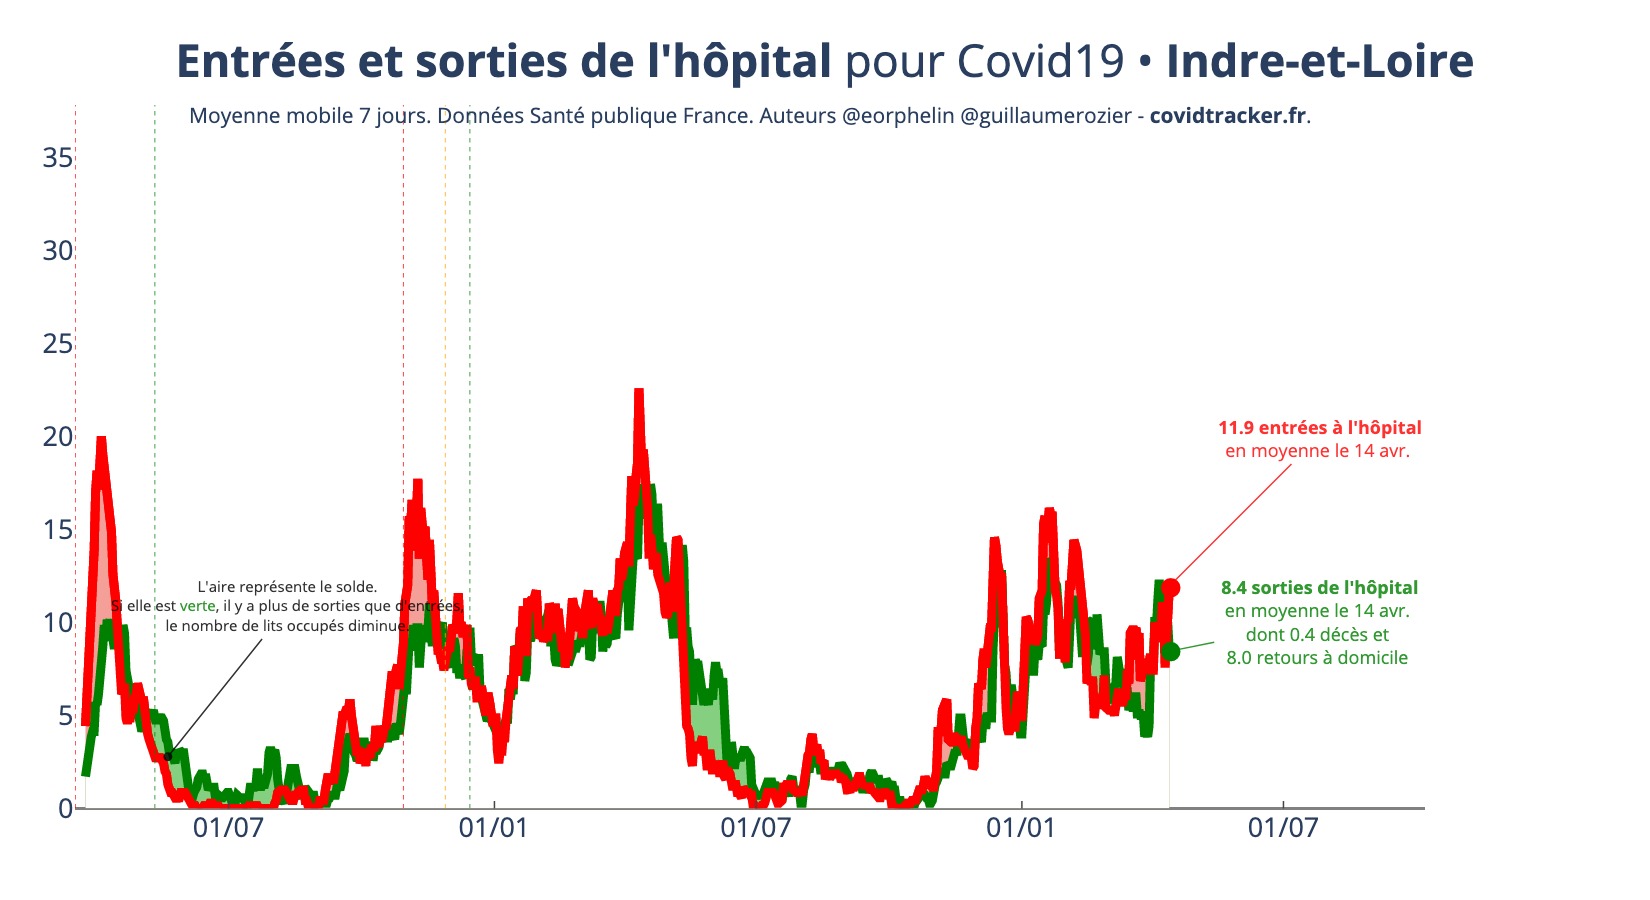 Entrées et sorties de l'hôpital pour Covid19 • Indre-et-Loire
Moyenne mobile 7 jours. Données Santé publique France. Auteurs @eorphelin @guillaumerozier - covidtracker.fr.
35
30
25
20
15
10
5
0
L'aire représente le solde.
Si elle est verte, il y a plus de sorties que d'entrées,
le nombre de lits occupés diminue.
11.9 entrées à l'hôpital
en moyenne le 14 avr.
8.4 sorties de l'hôpital
en moyenne le 14 avr.
dont 0.4 décès et
8.0 retours à domicile
01/07
01/01
01/07
01/01
01/07